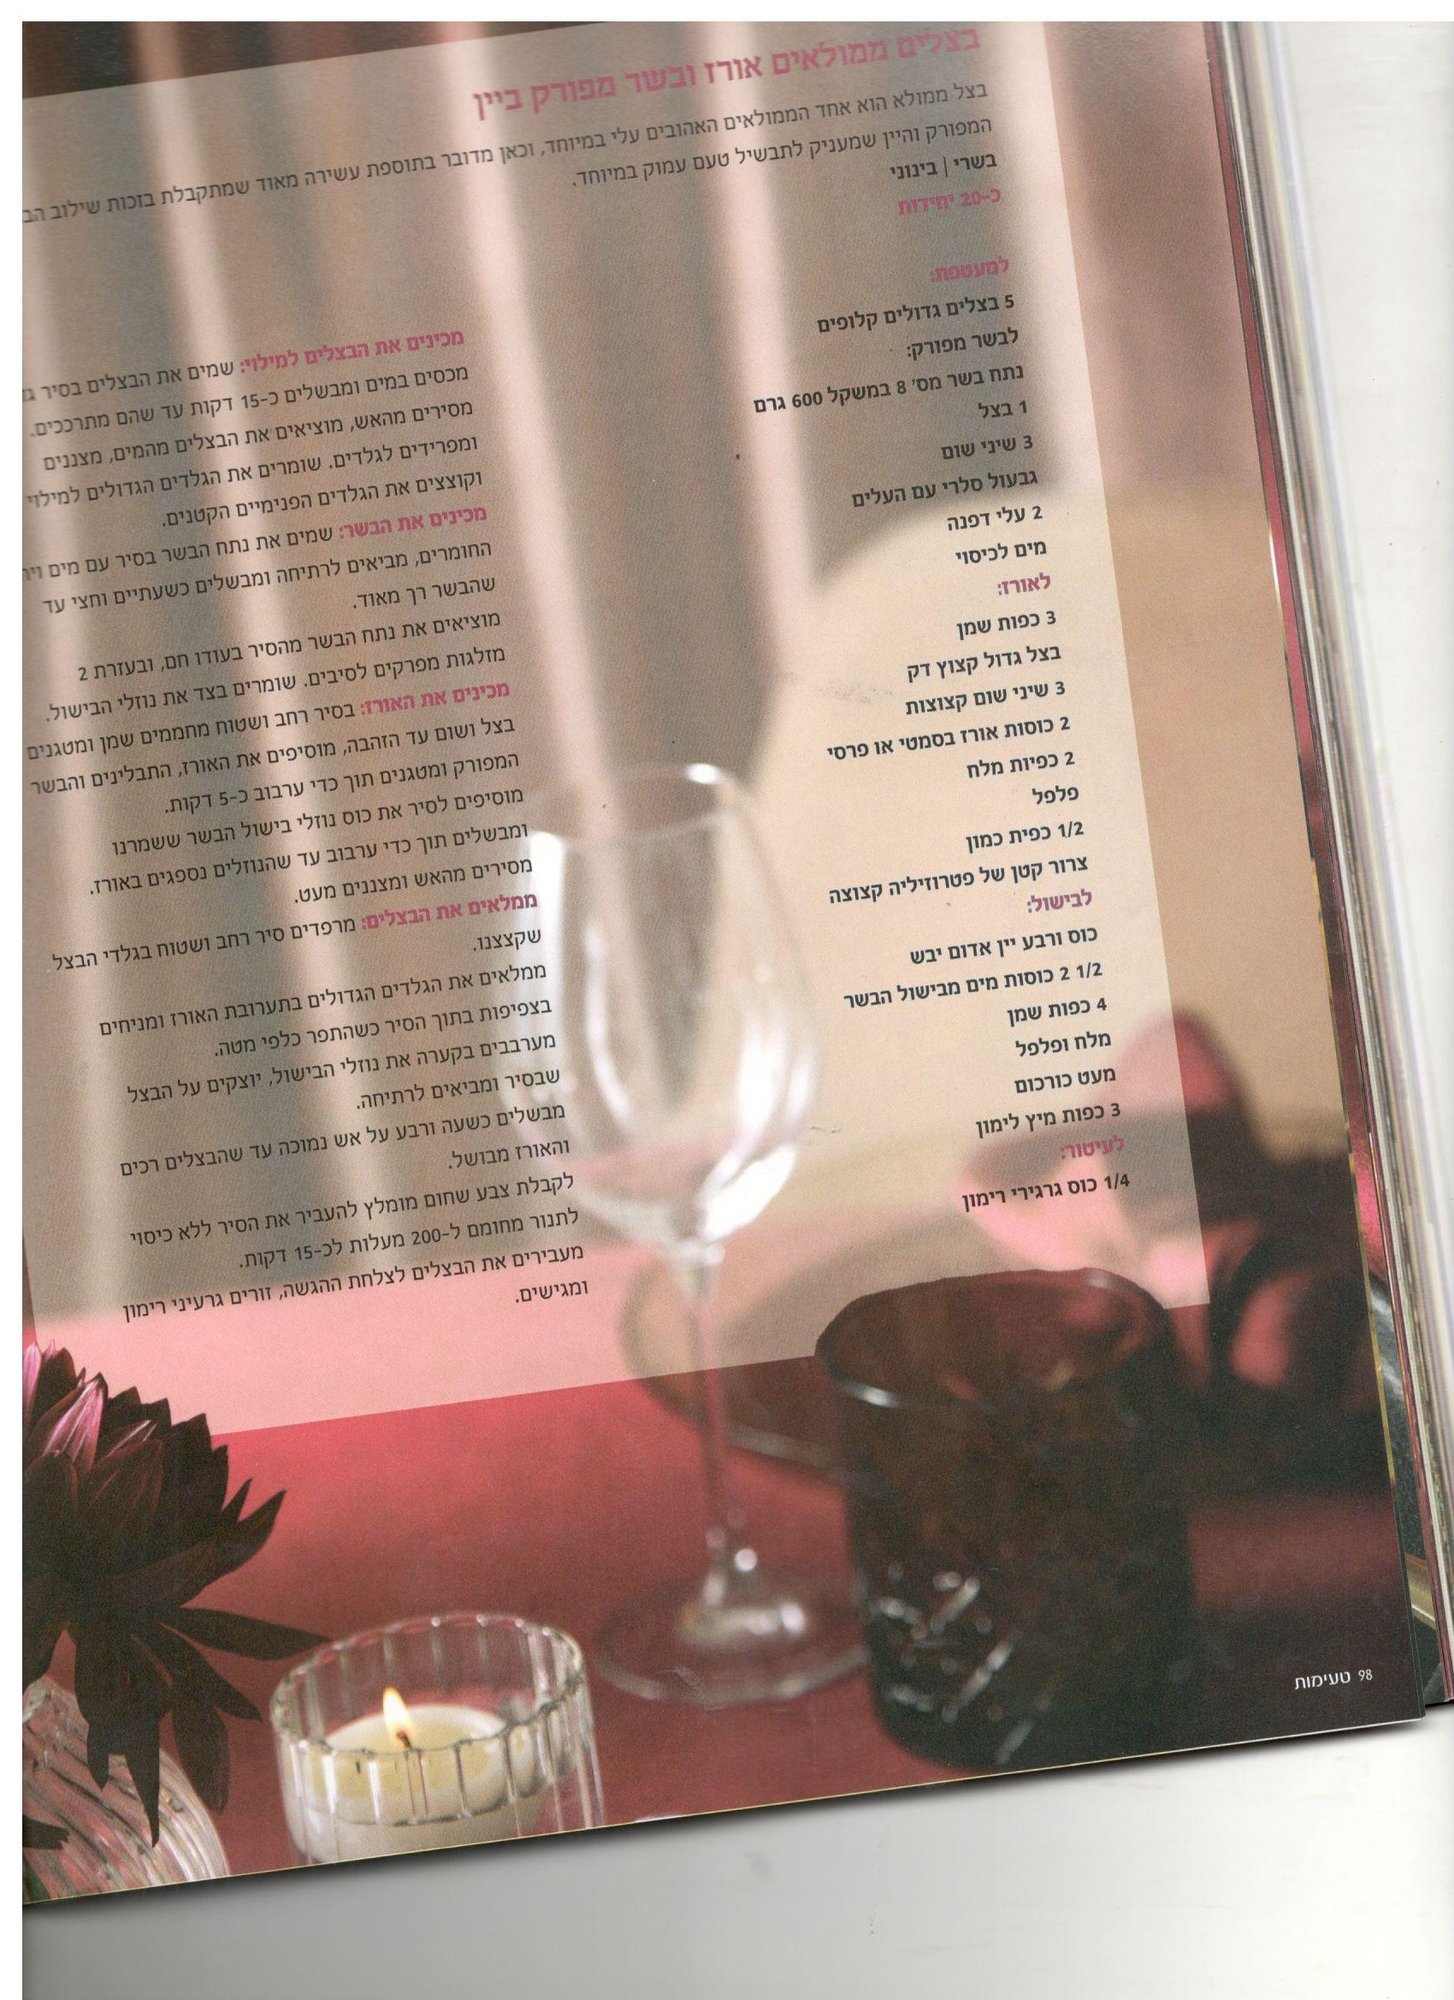 בצלים ממולאים אורז ובשר מפורק ביין
בצל ממולא הוא אחד הממולאים האהובים עלי במיוחד, וכאן מדובר בתוספת עשירה מאוד שמתקבלת בזכות שילוב
המפורק והיין שמעניק לתבשיל טעם עמוק במיוחד.
בשרי | בינוני
כ-20 יחידות
למעטפת:
5 בצלים גדולים קלופים
לבשר מפורק:
נתח בשר מס' 8 במשקל 600 גרם
1 בצל
3 שיני שום
גבעול סלרי עם העלים
2 עלי דפנה
מים לכיסוי
לאורז:
3 כפות שמן
בצל גדול קצוץ דק
3 שיני שום קצוצות
2 כוסות אורז בסמטי או פרסי
2 כפיות מלח
פלפל
1/2 כפית כמון
צרור קטן של פטרוזיליה קצוצה
לבישול:
כוס ורבע יין אדום יבש
2 1/2 כוסות מים מבישול הבשר
4 כפות שמן
מלח ופלפל
מעט כורכום
3 כפות מיץ לימון
לעיטור:
1/4 כוס גרגירי רימון
מכינים את הבצלים למילוי: שמים את הבצלים בסיר
מכסים במים ומבשלים כ-15 דקות עד שהם מתרככים.
מסירים מהאש, מוציאים את הבצלים מהמים, מצננים
ומפרידים לגלדים. שומרים את הגלדים הגדולים למילוי
וקוצצים את הגלדים הפנימיים הקטנים.
מכינים את הבשר: שמים את נתח הבשר בסיר עם מים
החומרים, מביאים לרתיחה ומבשלים כשעתיים וחצי עד
שהבשר רך מאוד.
מוציאים את נתח הבשר מהסיר בעודו חם, ובעזרת 2
מזלגות מפרקים לסיבים. שומרים בצד את נוזלי הבישול.
מכינים את האורז: בסיר רחב ושטוח מחממים שמן ומטגנים
בצל ושום עד הזהבה, מוסיפים את האורז, התבלינים והבשר
המפורק ומטגנים תוך כדי ערבוב כ-5 דקות.
מוסיפים לסיר את כוס נוזלי בישול הבשר ששמרנו
ומבשלים תוך כדי ערבוב עד שהנוזלים נספגים באורז.
מסירים מהאש ומצננים מעט.
ממלאים את הבצלים: מרפדים סיר רחב ושטוח בגלדי הבצל
שקצצנו.
ממלאים את הגלדים הגדולים בתערובת האורז ומניחים
בצפיפות בתוך הסיר כשהתפר כלפי מטה.
מערבבים בקערה את נוזלי הבישול, יוצקים על הבצל
שבסיר ומביאים לרתיחה.
מבשלים כשעה ורבע על אש נמוכה עד שהבצלים רכים
והאורז מבושל.
לקבלת צבע שחום מומלץ להעביר את הסיר ללא כיסוי
לתנור מחומם ל-200 מעלות לכ-15 דקות.
מעבירים את הבצלים לצלחת ההגשה, זורים גרעיני רימון
ומגישים.
98 טעימות